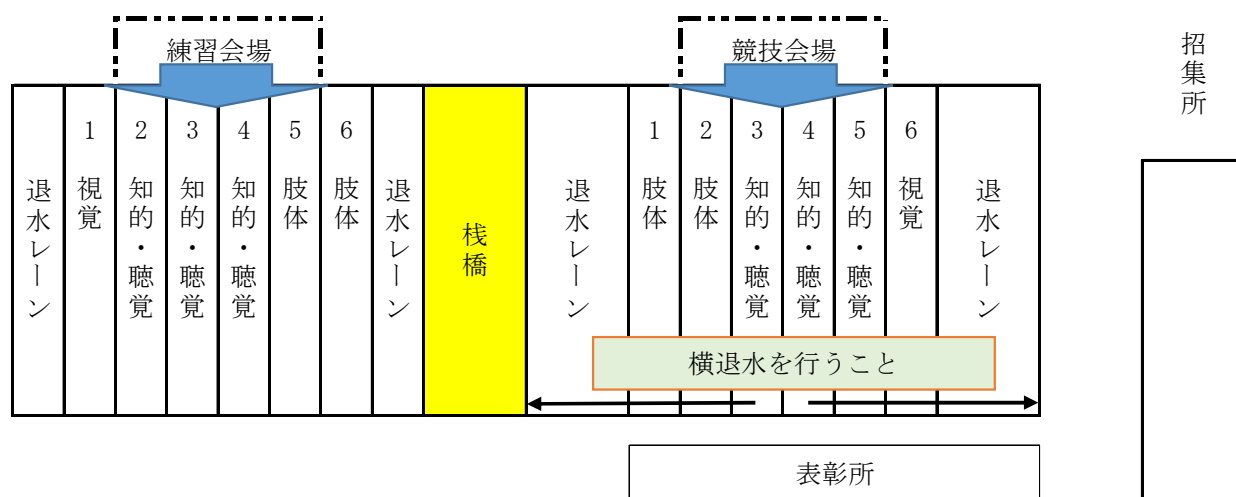 練習会場
競技会場
招集所
退水レーン
1 視覚
2 知的・聴覚
3 知的・聴覚
4 知的・聴覚
5 肢体
6 肢体
退水レーン
桟橋
退水レーン
1 肢体
2 肢体
3 知的・聴覚
4 知的・聴覚
5 知的・聴覚
6 視覚
退水レーン
横退水を行うこと
表彰所